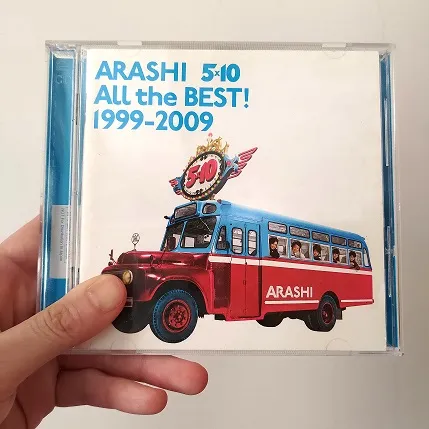 ARASHI 5×10
All the BEST!
1999-2009
5×10
ARASHI